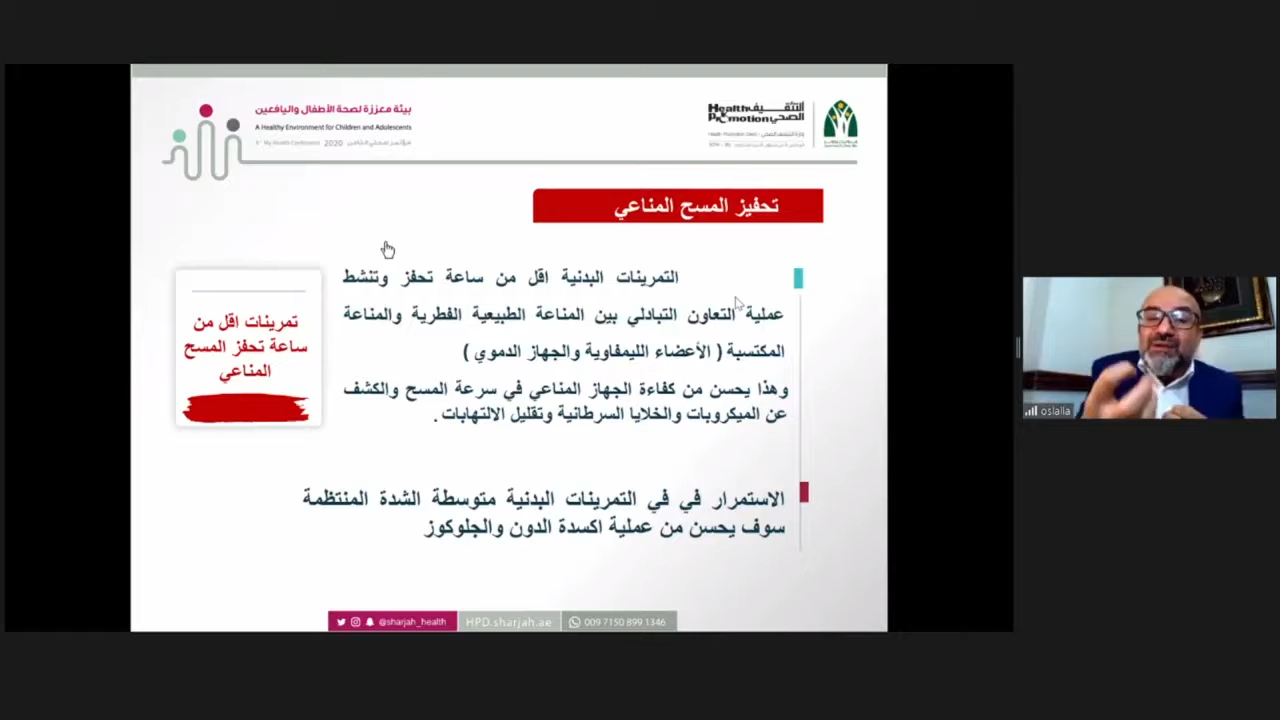 بيئة معززة لصحة الأطفال واليافعين
A Healthy Environment for Children and Adolescents
My Health Conference 2020
Health Promotion
التثقيف الصحي
تحفيز المسح المناعي
التمرينات البدنية اقل من ساعة تحفز وتنشط
عملية التعاون التبادلي بين المناعة الطبيعية الفطرية والمناعة
المكتسبة ( الأعضاء الليمفاوية والجهاز الدموي )
وهذا يحسن من كفاءة الجهاز المناعي في سرعة المسح والكشف
عن الميكروبات والخلايا السرطانية وتقليل الالتهابات .
تمرينات اقل من
ساعة تحفز المسح
المناعي
الاستمرار في في التمرينات البدنية متوسطة الشدة المنتظمة
سوف يحسن من عملية اكسدة الدون والجلوكوز
@sharjah_health
HPD.sharjah.ae
009 7150 899 1346
oslalla